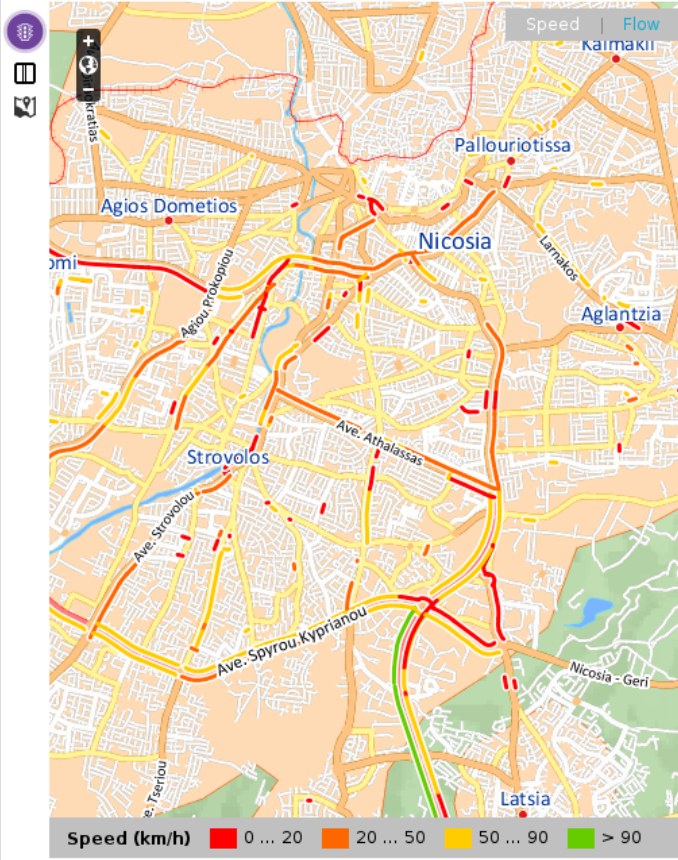 Speed | Flow
Kaimakli
Pallouriotissa
Agios Dometios
Nicosia
Larnakos
omi
Agiou Prokopiou
Aglantzia
Ave. Athalassas
Strovolos
Ave. Strovolou
Ave. Spyrou Kyprianou
Nicosia - Geri
e. Tseriou
Latsia
Speed (km/h) 0 ... 20 20 ... 50 50 ... 90 > 90